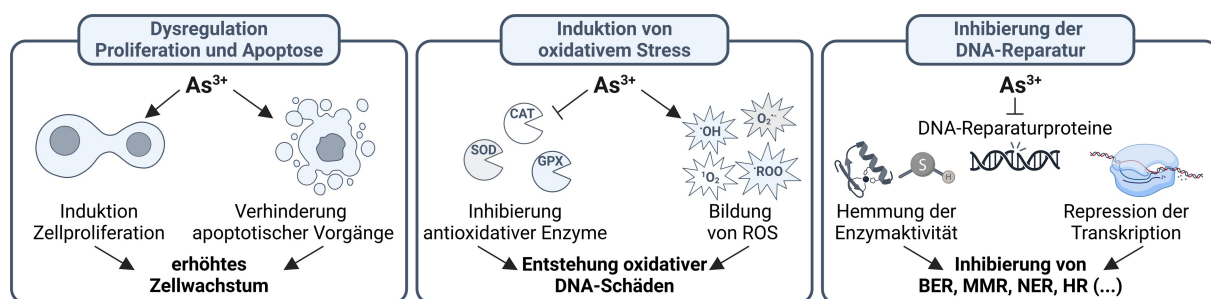 Dysregulation
Proliferation und Apoptose
As³⁺
Induktion
Zellproliferation
Verhinderung
apoptotischer Vorgänge
erhöhtes
Zellwachstum
Induktion von
oxidativem Stress
As³⁺
CAT
SOD
GPX
·OH
O₂·⁻
¹O₂
·ROO
Inhibierung
antioxidativer Enzyme
Bildung
von ROS
Entstehung oxidativer
DNA-Schäden
Inhibierung der
DNA-Reparatur
As³⁺
DNA-Reparaturproteine
S
H
Hemmung der
Enzymaktivität
Repression der
Transkription
Inhibierung von
BER, MMR, NER, HR (...)